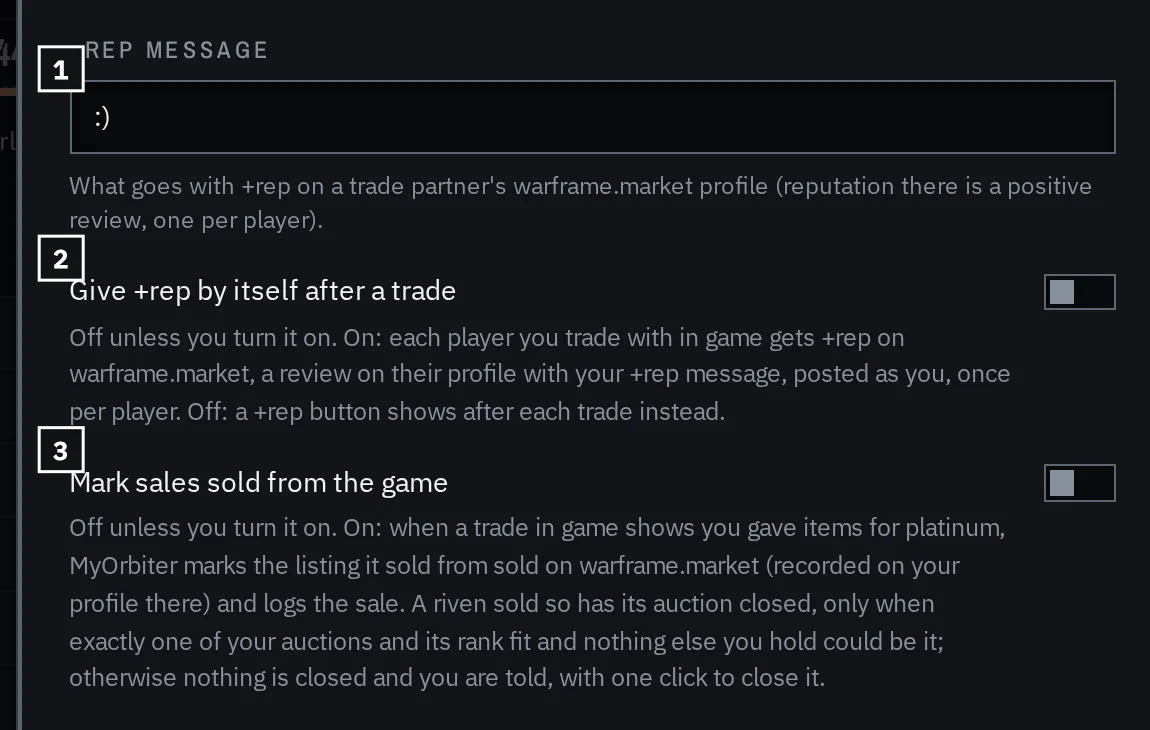 REP MESSAGE
1
:)
What goes with +rep on a trade partner's warframe.market profile (reputation there is a positive
review, one per player).
2
Give +rep by itself after a trade
Off unless you turn it on. On: each player you trade with in game gets +rep on
warframe.market, a review on their profile with your +rep message, posted as you, once
per player. Off: a +rep button shows after each trade instead.
3
Mark sales sold from the game
Off unless you turn it on. On: when a trade in game shows you gave items for platinum,
MyOrbiter marks the listing it sold from sold on warframe.market (recorded on your
profile there) and logs the sale. A riven sold so has its auction closed, only when
exactly one of your auctions and its rank fit and nothing else you hold could be it;
otherwise nothing is closed and you are told, with one click to close it.